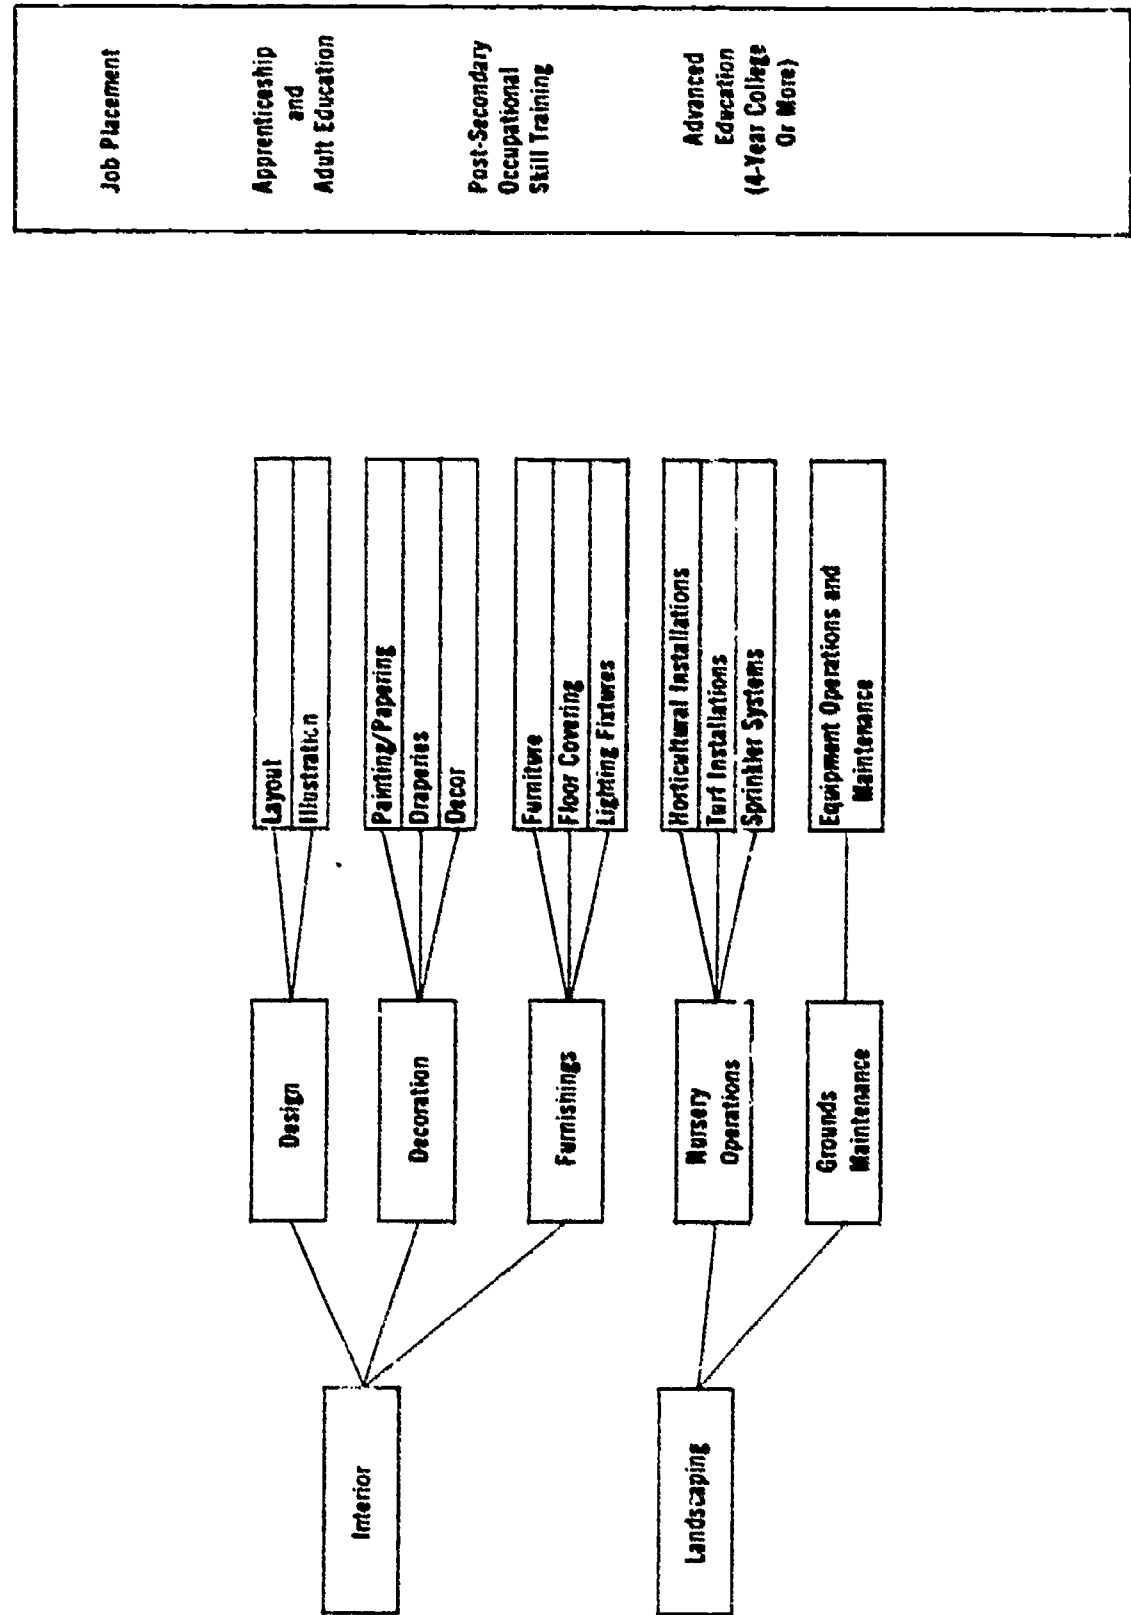 Interior
Landscaping
Design
Decoration
Furnishings
Nursery
Operations
Grounds
Maintenance
Layout
Illustration
Painting/Papering
Draperies
Decor
Furniture
Floor Covering
Lighting Fixtures
Horticultural Installations
Turf Installations
Sprinkler Systems
Equipment Operations and
Maintenance
Job Placement
Apprenticeship
and
Adult Education
Post-Secondary
Occupational
Skill Training
Advanced
Education
(4-Year College
Or More)